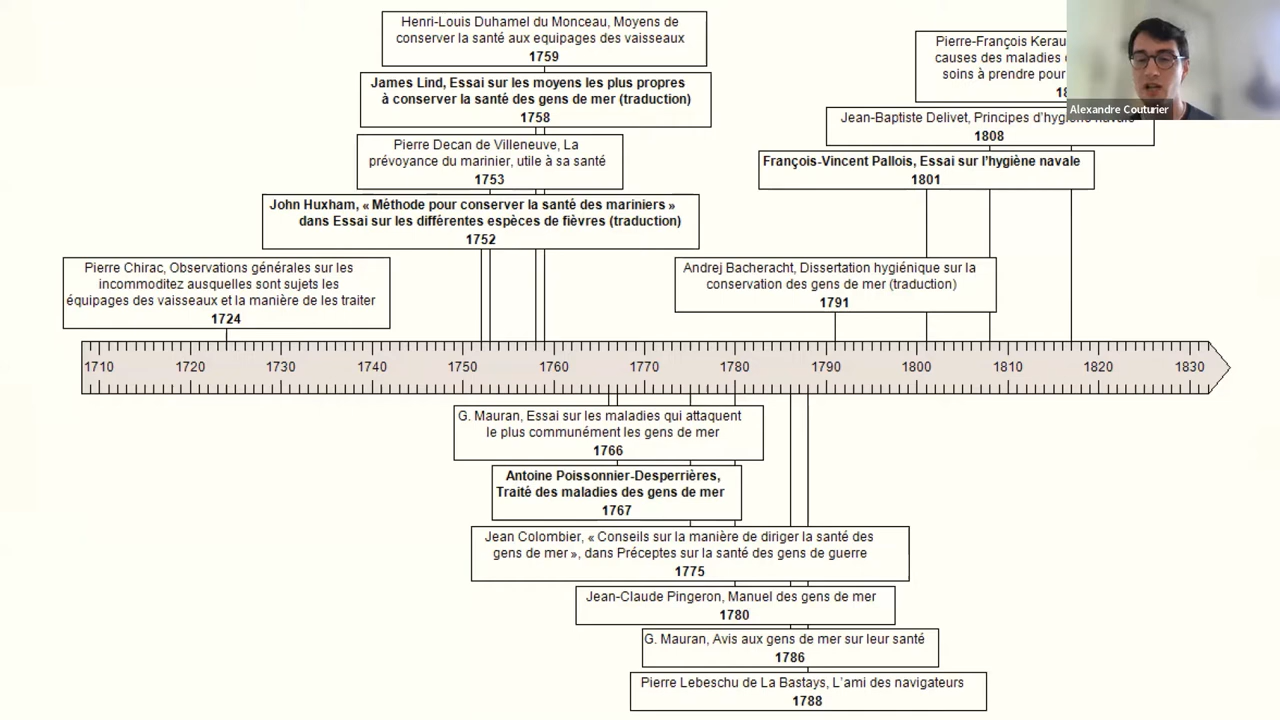 Henri-Louis Duhamel du Monceau, Moyens de
conserver la santé aux equipages des vaisseaux
1759
James Lind, Essai sur les moyens les plus propres
à conserver la santé des gens de mer (traduction)
1758
Pierre Decan de Villeneuve, La
prévoyance du marinier, utile à sa santé
1753
John Huxham, « Méthode pour conserver la santé des mariniers »
dans Essai sur les différentes espèces de fièvres (traduction)
1752
Pierre Chirac, Observations générales sur les
incommoditez ausquelles sont sujets les
équipages des vaisseaux et la manière de les traiter
1724
Pierre-François
causes des maladies
soins à prendre pour
Alexandre Couturier
Jean-Baptiste Delivet, Principes d'hygiène navale
1808
François-Vincent Pallois, Essai sur l'hygiène navale
1801
Andrej Bacheracht, Dissertation hygiénique sur la
conservation des gens de mer (traduction)
1791
1710 1720 1730 1740 1750 1760 1770 1780 1790 1800 1810 1820 1830
G. Mauran, Essai sur les maladies qui attaquent
le plus communément les gens de mer
1766
Antoine Poissonnier-Desperrières,
Traité des maladies des gens de mer
1767
Jean Colombier, « Conseils sur la manière de diriger la santé des
gens de mer », dans Préceptes sur la santé des gens de guerre
1775
Jean-Claude Pingeron, Manuel des gens de mer
1780
G. Mauran, Avis aux gens de mer sur leur santé
1786
Pierre Lebeschu de La Bastays, L'ami des navigateurs
1788